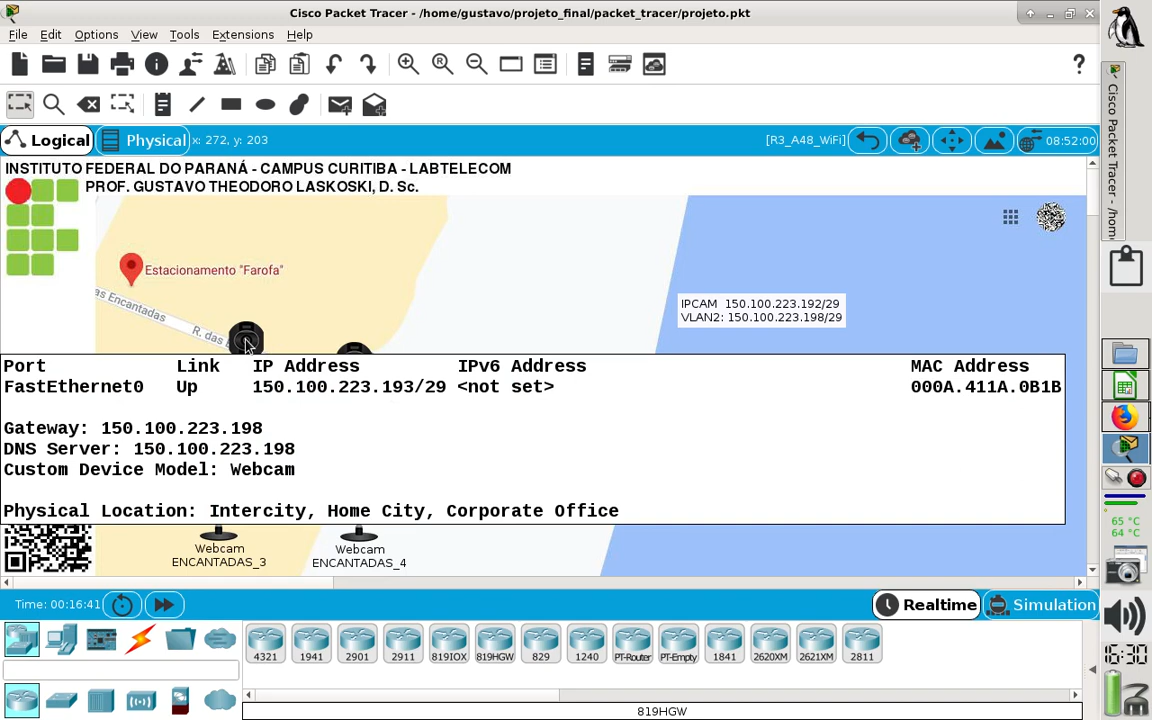 Cisco Packet Tracer - /home/gustavo/projeto_final/packet_tracer/projeto.pkt
File Edit Options View Tools Extensions Help
Logical Physical x: 272, y: 203 [R3_A48_WiFi] 08:52:00
INSTITUTO FEDERAL DO PARANÁ - CAMPUS CURITIBA - LABTELECOM
PROF. GUSTAVO THEODORO LASKOSKI, D. Sc.
Estacionamento "Farofa"
as Encantadas
R. das
IPCAM 150.100.223.192/29
VLAN2: 150.100.223.198/29
Port Link IP Address IPv6 Address MAC Address
FastEthernet0 Up 150.100.223.193/29 <not set> 000A.411A.0B1B
Gateway: 150.100.223.198
DNS Server: 150.100.223.198
Custom Device Model: Webcam
Physical Location: Intercity, Home City, Corporate Office
Webcam
ENCANTADAS_3
Webcam
ENCANTADAS_4
Time: 00:16:41 Realtime Simulation
4321 1941 2901 2911 819IOX 819HGW 829 1240 PT-Router PT-Empty 1841 2620XM 2621XM 2811
819HGW
Cisco Packet Tracer - /hom
65 °C
64 °C
16:30